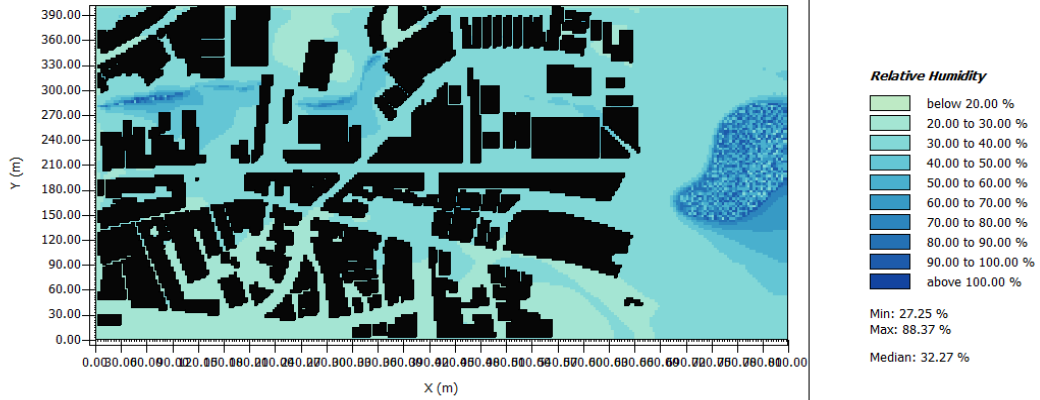 390.00
360.00
330.00
300.00
270.00
240.00
210.00
180.00
150.00
120.00
90.00
60.00
30.00
0.00
Y (m)
X (m)
Relative Humidity
below 20.00 %
20.00 to 30.00 %
30.00 to 40.00 %
40.00 to 50.00 %
50.00 to 60.00 %
60.00 to 70.00 %
70.00 to 80.00 %
80.00 to 90.00 %
90.00 to 100.00 %
above 100.00 %
Min: 27.25 %
Max: 88.37 %
Median: 32.27 %